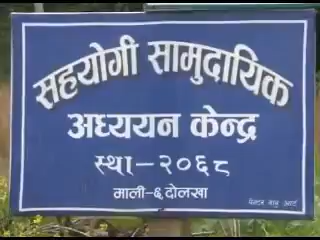 सहयोगी सामुदायिक
अध्ययन केन्द्र
स्था-२०६८
माली-६ दोलखा